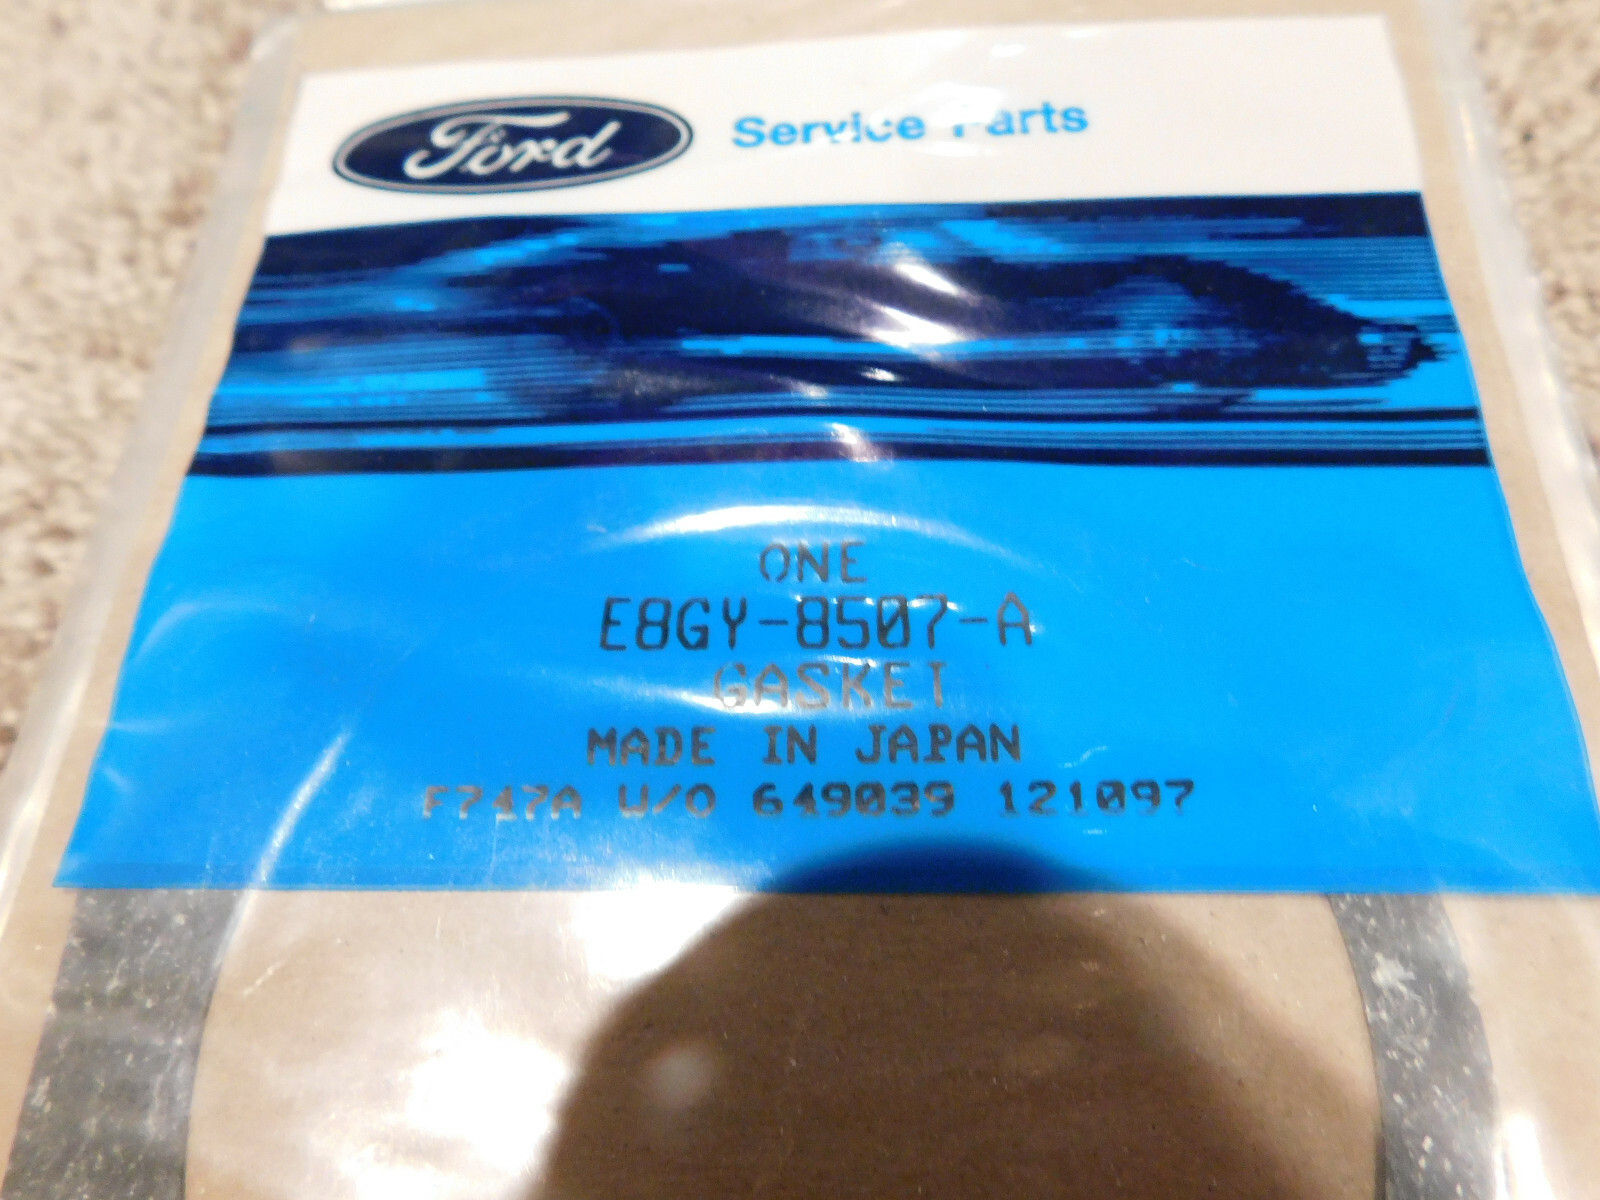 Ford Service Parts
ONE
E8GY-8507-A
GASKET
MADE IN JAPAN
F747A W/O 649039 121097